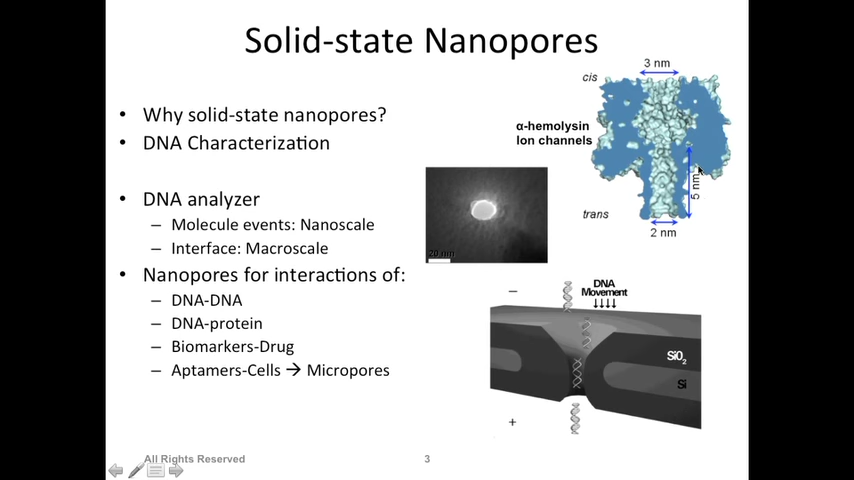 Solid-state Nanopores
• Why solid-state nanopores?
• DNA Characterization
• DNA analyzer
– Molecule events: Nanoscale
– Interface: Macroscale
• Nanopores for interactions of:
– DNA-DNA
– DNA-protein
– Biomarkers-Drug
– Aptamers-Cells → Micropores
3 nm
cis
α-hemolysin
Ion channels
5 nm
trans
2 nm
20 nm
DNA
Movement
–
SiO₂
Si
+
All Rights Reserved
3